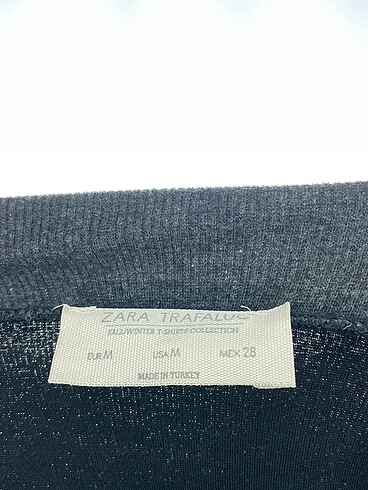 ZARA TRAFALUC
FALL/WINTER T-SHIRTS COLLECTION
EUR M USA M MEX 28
MADE IN TURKEY